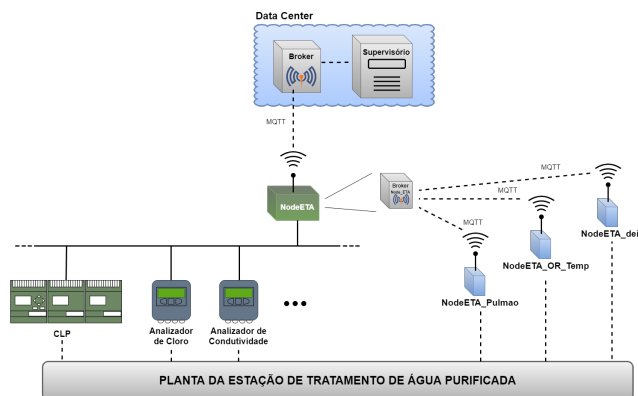 Data Center
Broker
Supervisório
MQTT
NodeETA
Broker
Node_ETA
MQTT
MQTT
MQTT
NodeETA_dei
NodeETA_OR_Temp
NodeETA_Pulmao
CLP
Analizador
de Cloro
Analizador de
Condutividade
PLANTA DA ESTAÇÃO DE TRATAMENTO DE ÁGUA PURIFICADA